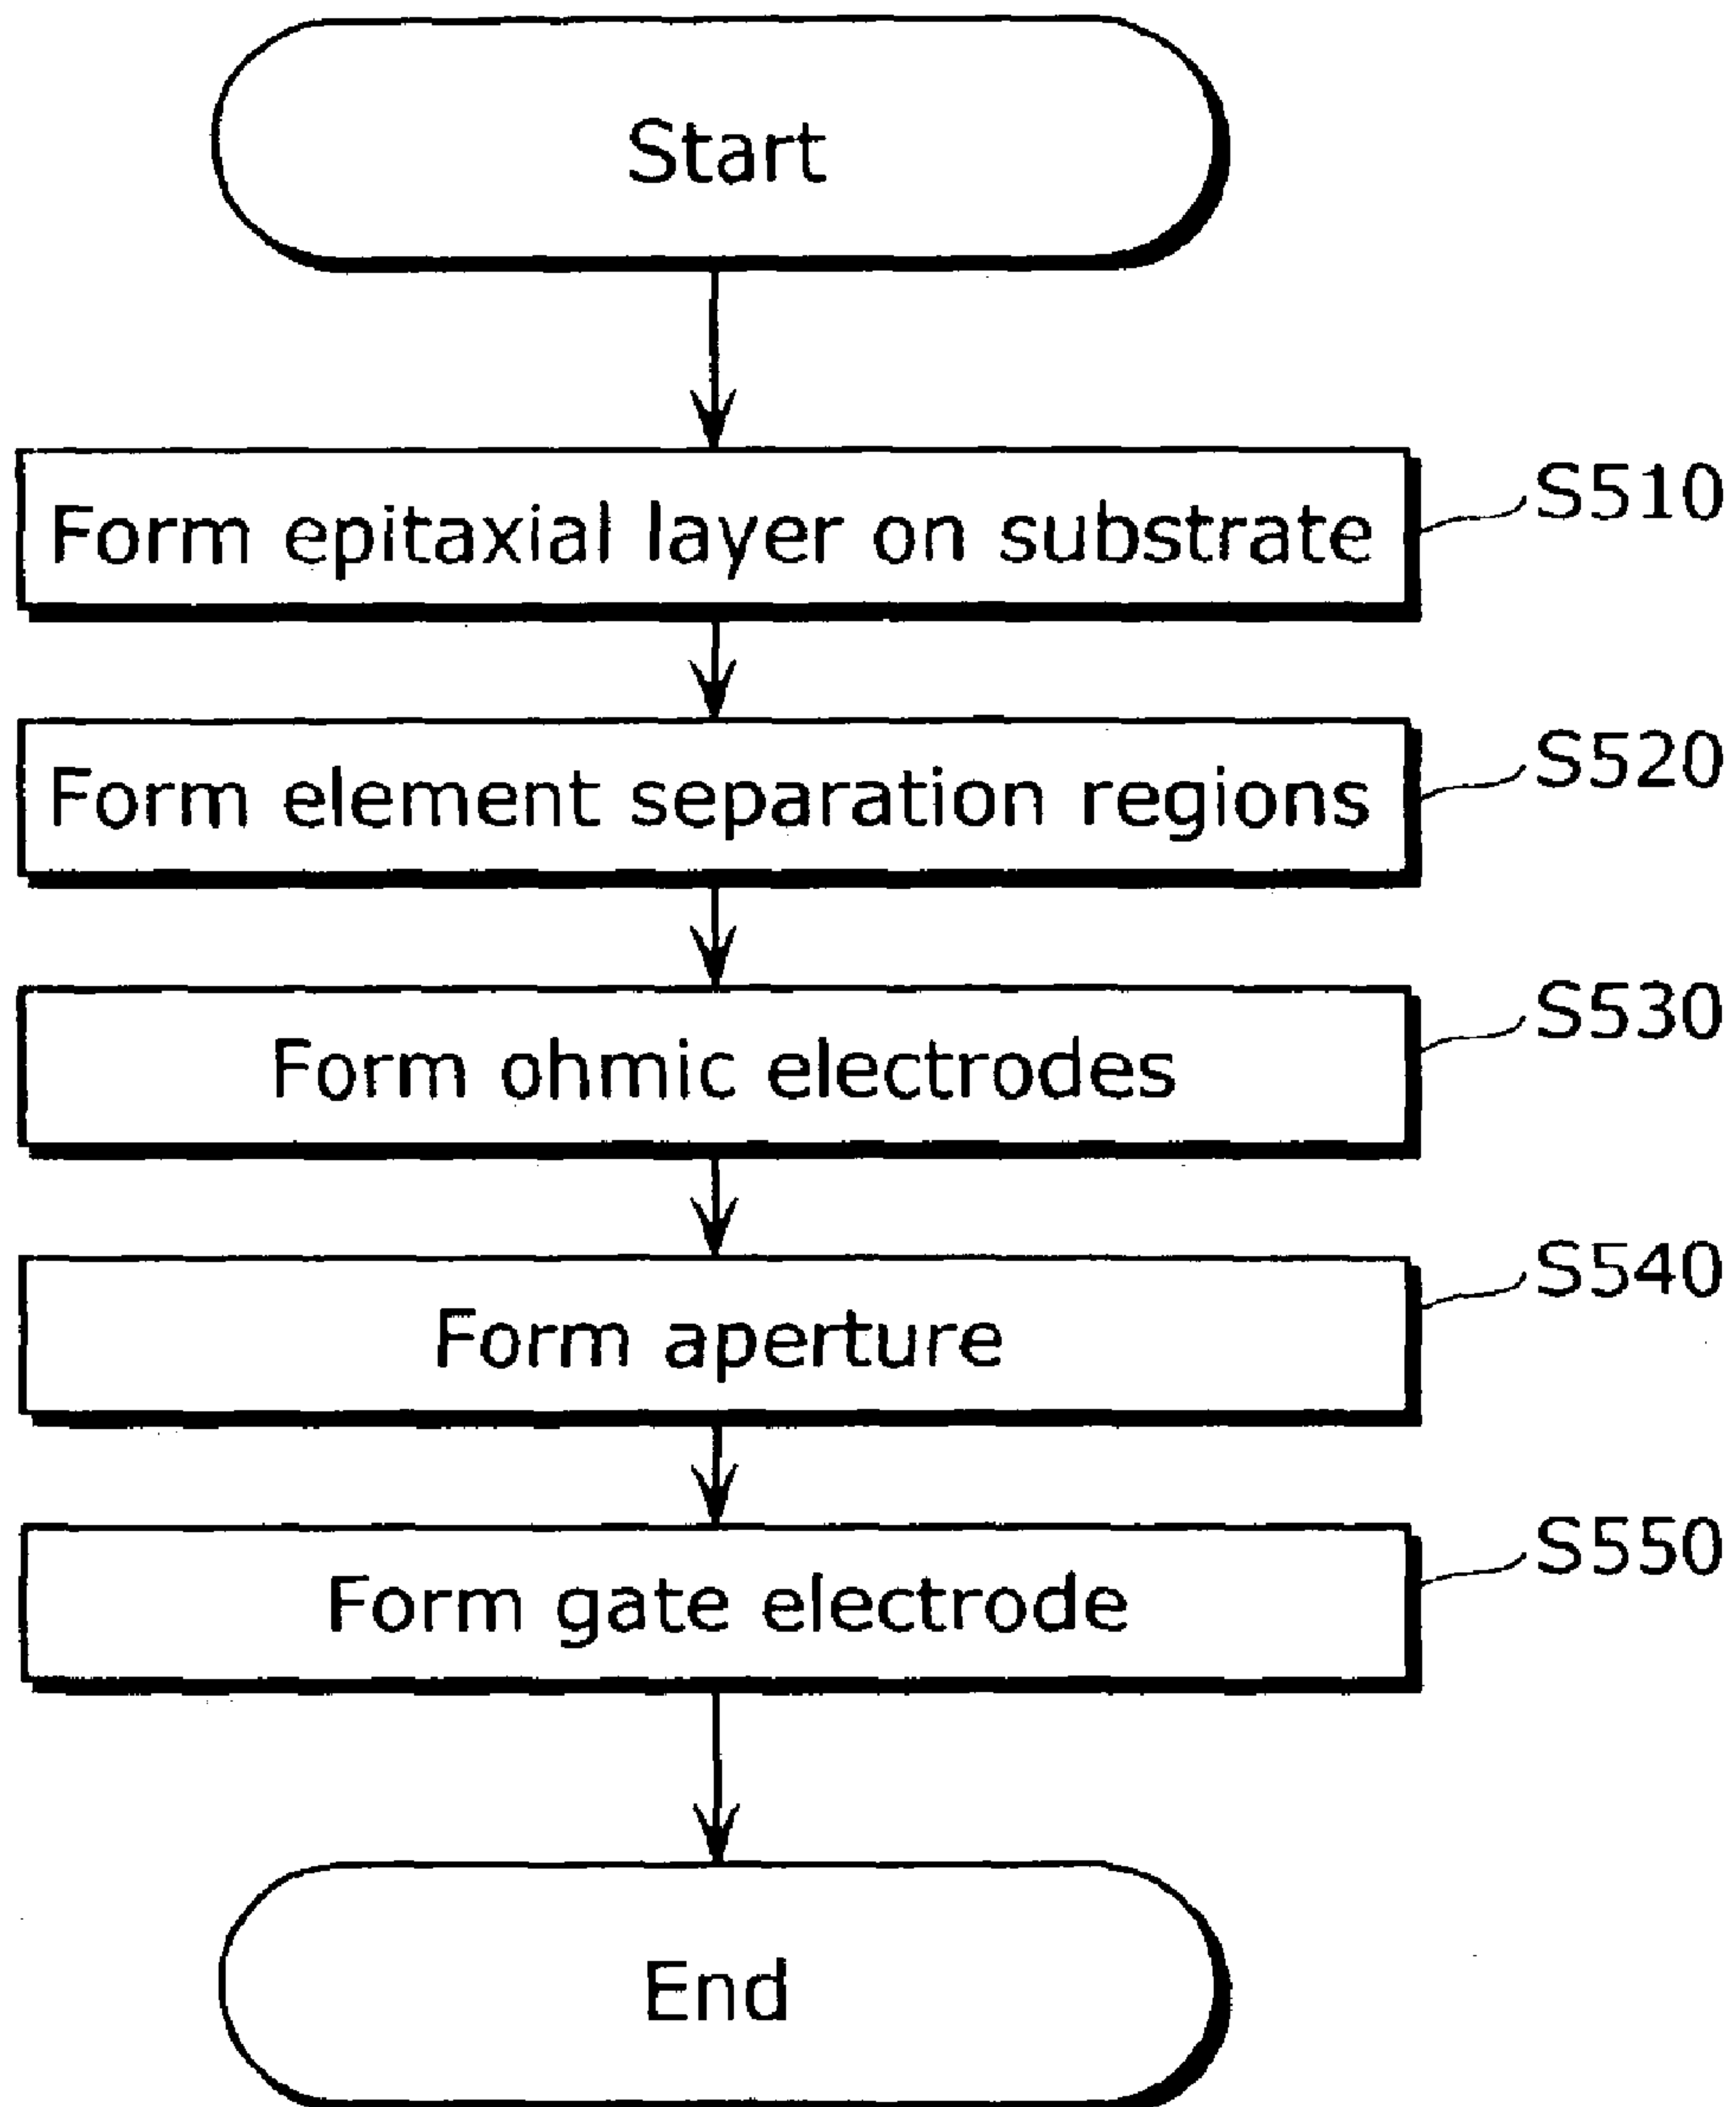 Start
Form epitaxial layer on substrate
S510
Form element separation regions
S520
Form ohmic electrodes
S530
Form aperture
S540
Form gate electrode
S550
End